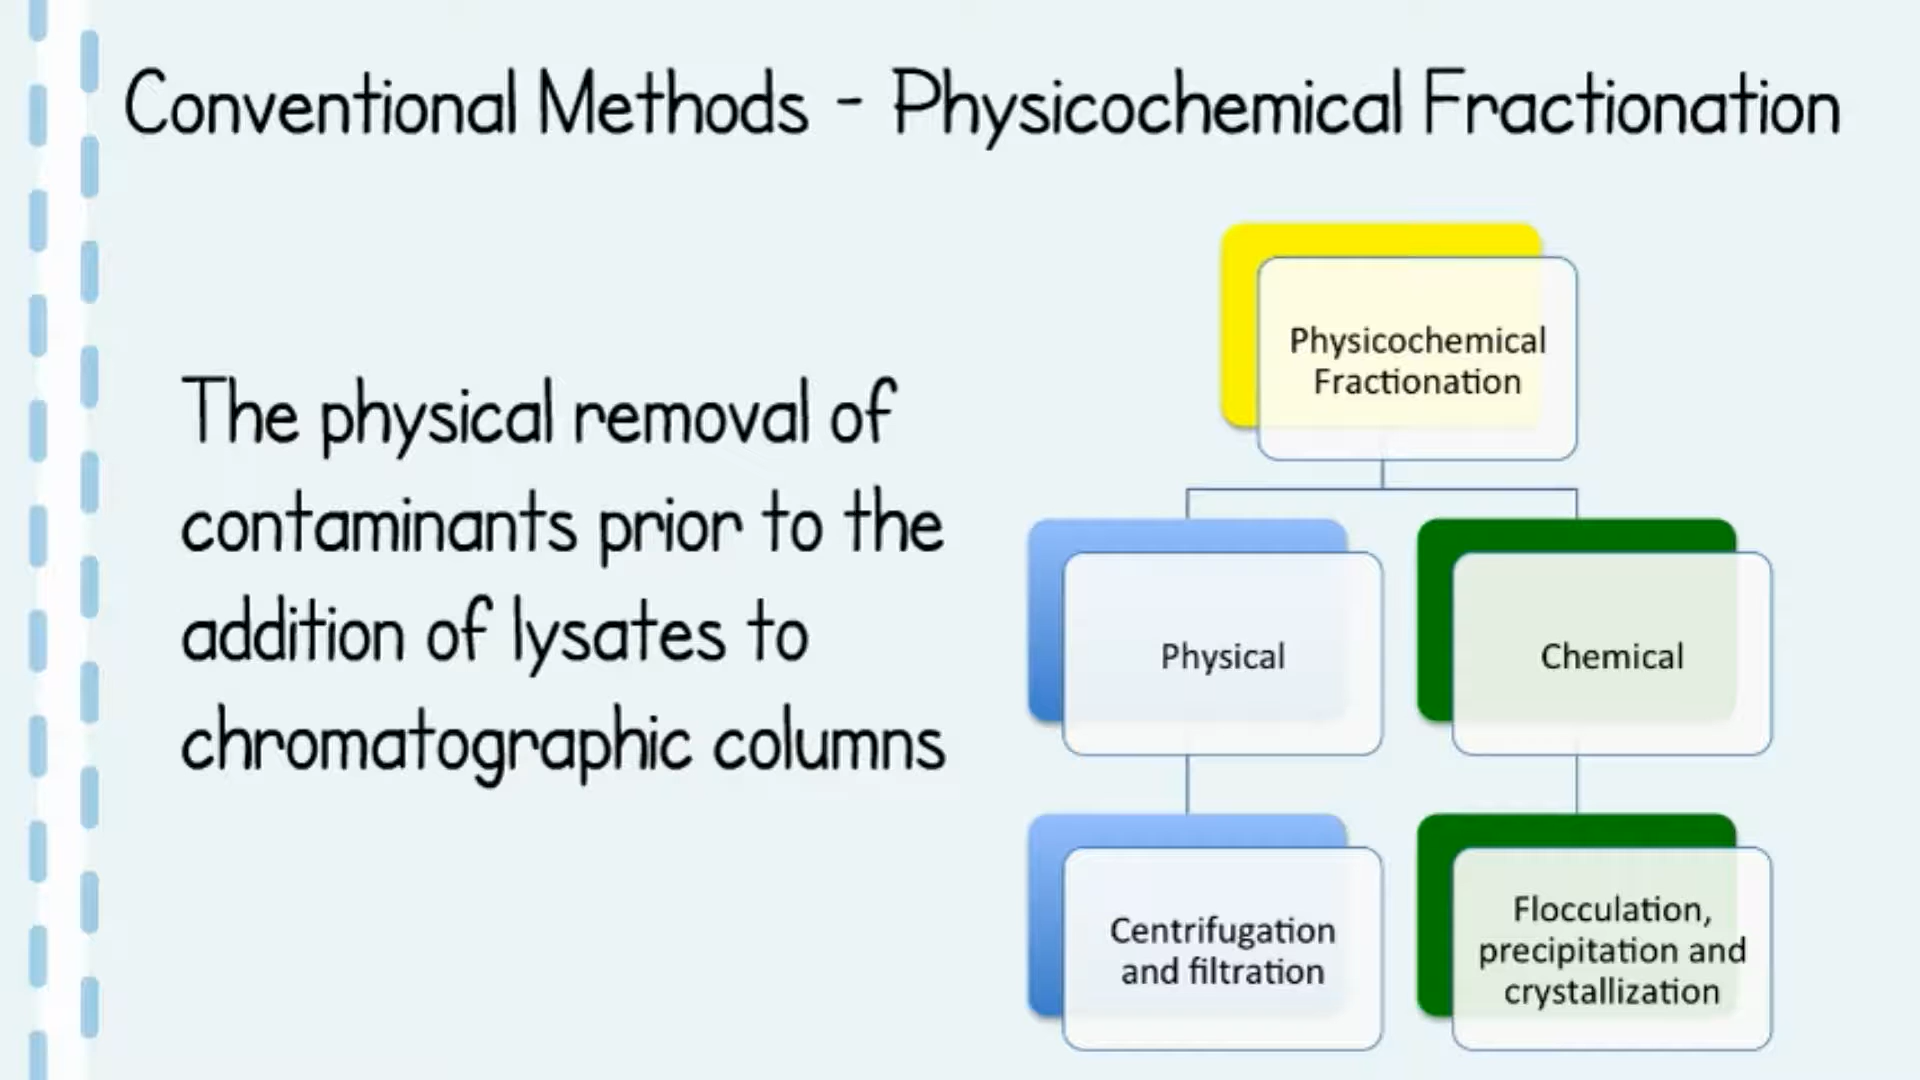 Conventional Methods - Physicochemical Fractionation
The physical removal of
contaminants prior to the
addition of lysates to
chromatographic columns
Physicochemical
Fractionation
Physical
Chemical
Centrifugation
and filtration
Flocculation,
precipitation and
crystallization